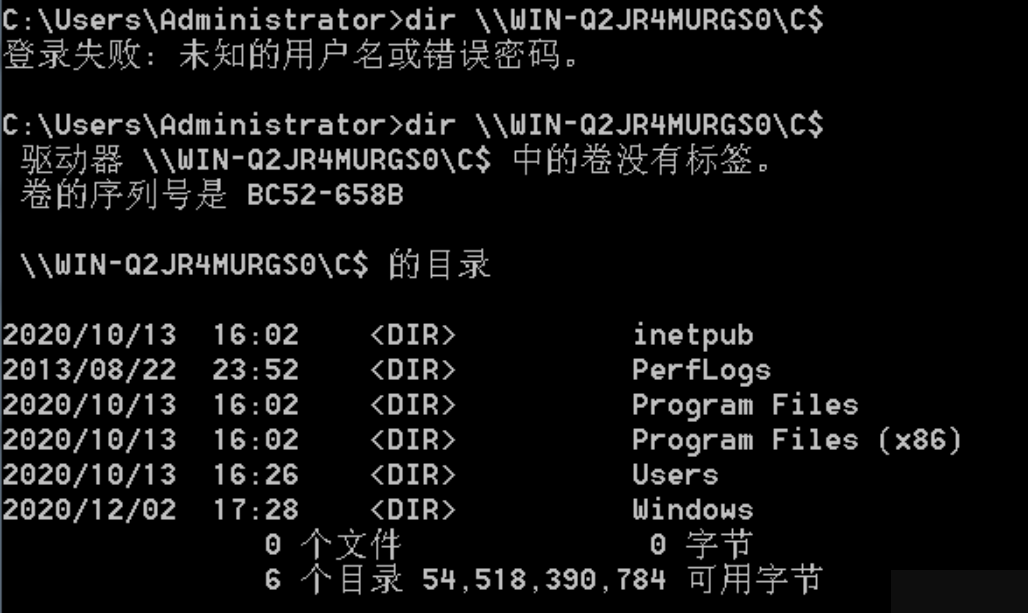 C:\Users\Administrator>dir \\WIN-Q2JR4MURGS0\C$
登录失败: 未知的用户名或错误密码。
C:\Users\Administrator>dir \\WIN-Q2JR4MURGS0\C$
驱动器 \\WIN-Q2JR4MURGS0\C$ 中的卷没有标签。
卷的序列号是 BC52-658B
\\WIN-Q2JR4MURGS0\C$ 的目录
2020/10/13  16:02    <DIR>          inetpub
2013/08/22  23:52    <DIR>          PerfLogs
2020/10/13  16:02    <DIR>          Program Files
2020/10/13  16:02    <DIR>          Program Files (x86)
2020/10/13  16:26    <DIR>          Users
2020/12/02  17:28    <DIR>          Windows
0 个文件              0 字节
6 个目录 54,518,390,784 可用字节